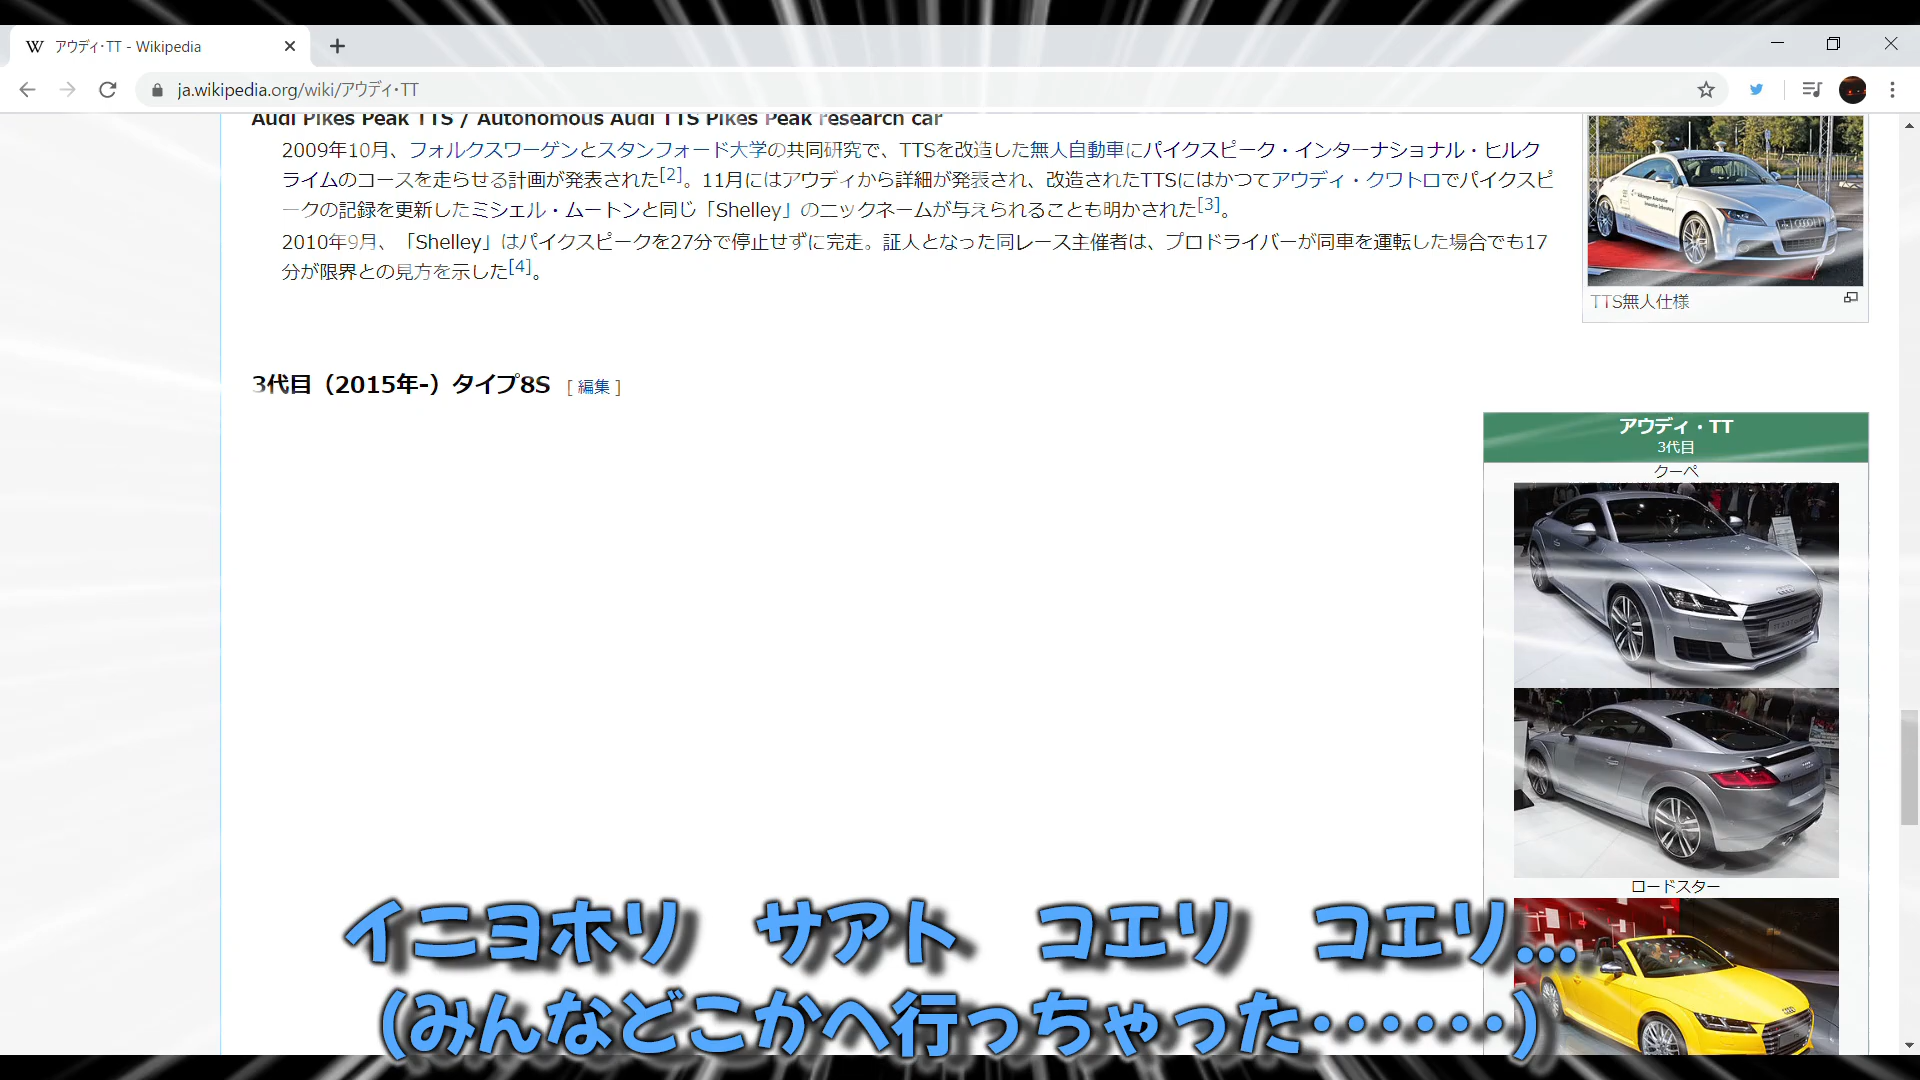 アウディ・TT - Wikipedia
ja.wikipedia.org/wiki/アウディ・TT
Audi Pikes Peak TTS / Autonomous Audi TTS Pikes Peak research car
2009年10月、フォルクスワーゲンとスタンフォード大学の共同研究で、TTSを改造した無人自動車にパイクスピーク・インターナショナル・ヒルク
ライムのコースを走らせる計画が発表された[2]。11月にはアウディから詳細が発表され、改造されたTTSにはかつてアウディ・クワトロでパイクスピ
ークの記録を更新したミシェル・ムートンと同じ「Shelley」のニックネームが与えられることも明かされた[3]。
2010年9月、「Shelley」はパイクスピークを27分で停止せずに完走。証人となった同レース主催者は、プロドライバーが同車を運転した場合でも17
分が限界との見方を示した[4]。
TTS無人仕様
3代目（2015年-）タイプ8S [ 編集 ]
アウディ・TT
3代目
クーペ
ロードスター
イニヨホリ　サアト　コエリ　コエリ...
(みんなどこかへ行っちゃった‥‥‥)